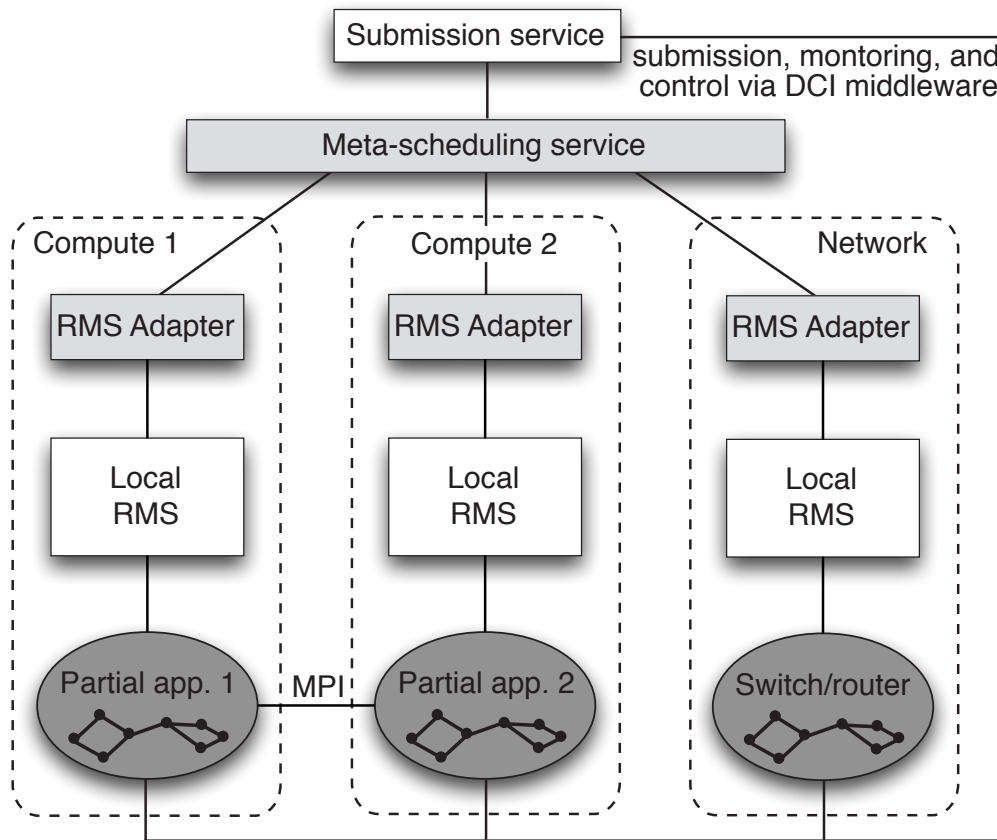 Submission service
submission, montoring, and
control via DCI middleware
Meta-scheduling service
Compute 1
Compute 2
Network
RMS Adapter
RMS Adapter
RMS Adapter
Local
RMS
Local
RMS
Local
RMS
Partial app. 1
MPI
Partial app. 2
Switch/router